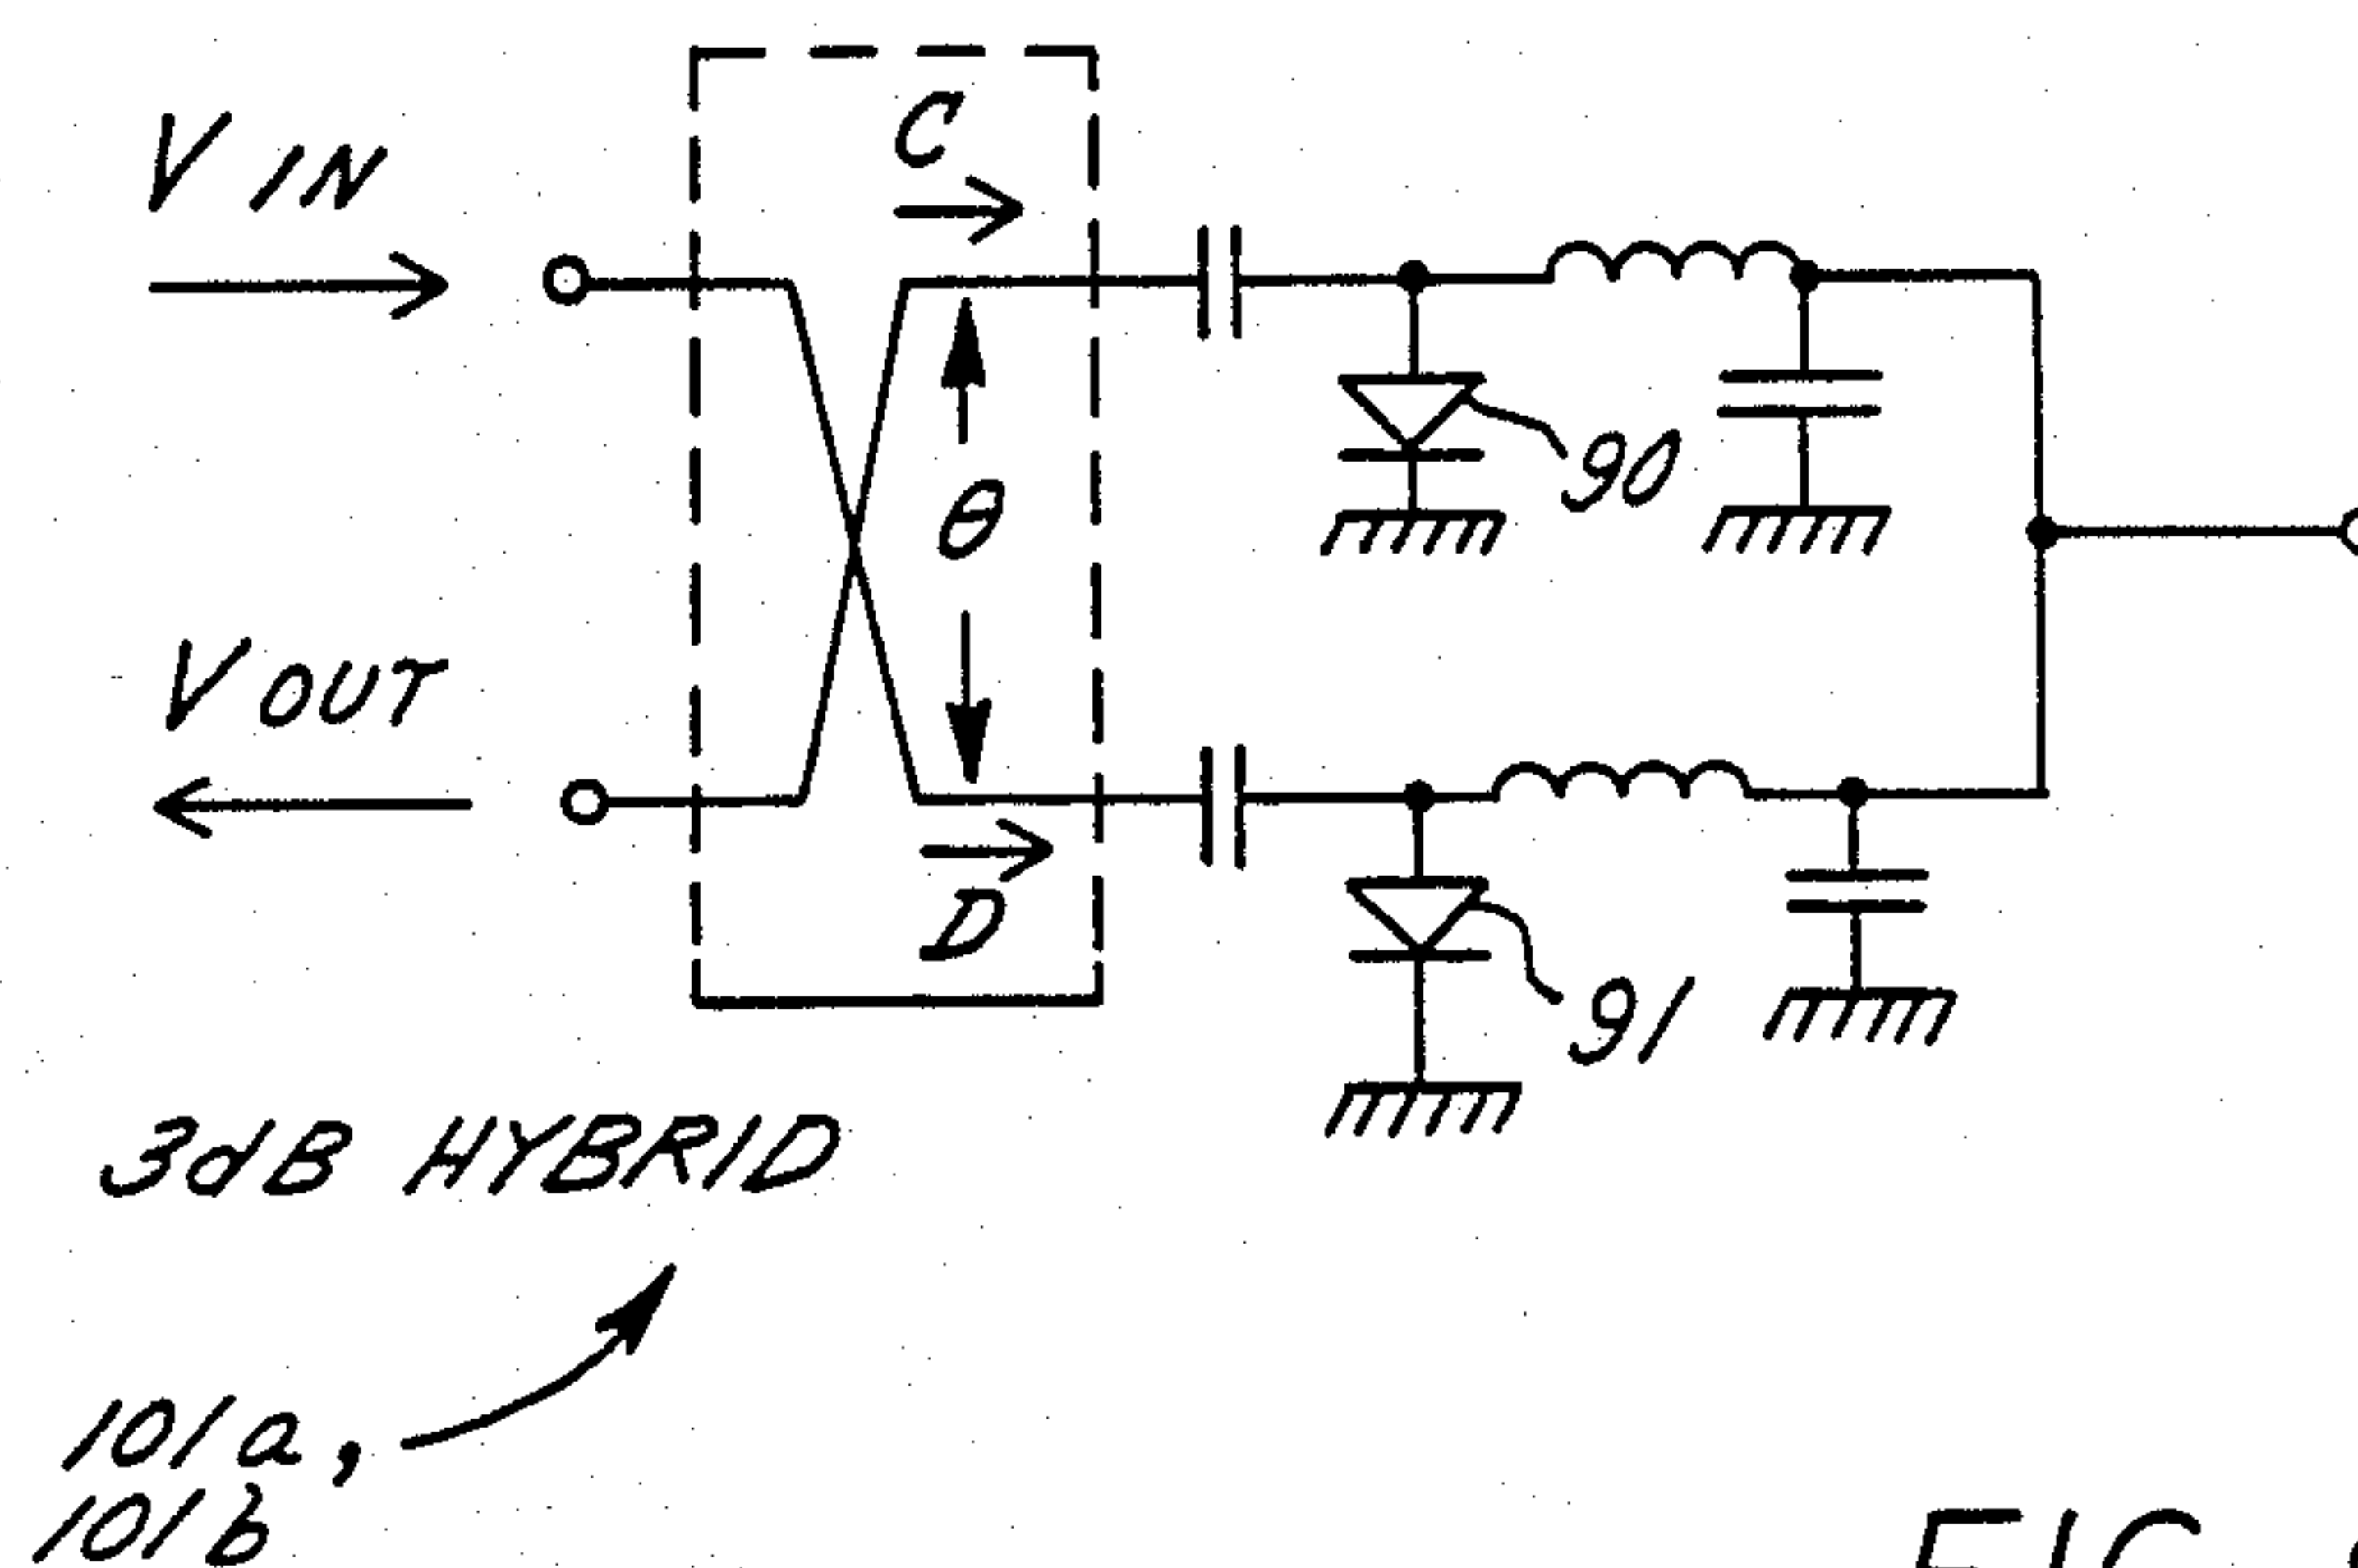 V IN
C
θ
90
V OUT
D
91
3dB HYBRID
101a,
101b